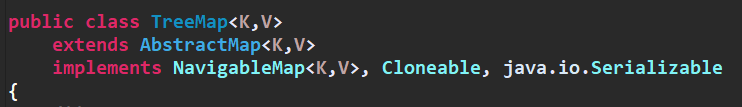 public class TreeMap<K,V>
    extends AbstractMap<K,V>
    implements NavigableMap<K,V>, Cloneable, java.io.Serializable
{